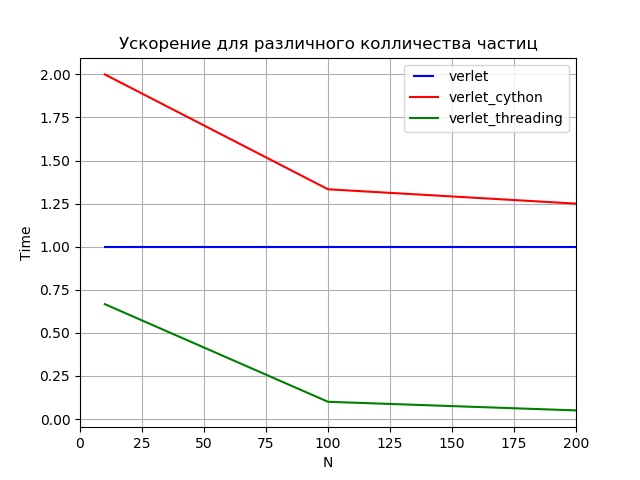 Ускорение для различного колличества частиц
verlet
verlet_cython
verlet_threading
2.00
1.75
1.50
1.25
1.00
0.75
0.50
0.25
0.00
Time
0 25 50 75 100 125 150 175 200
N